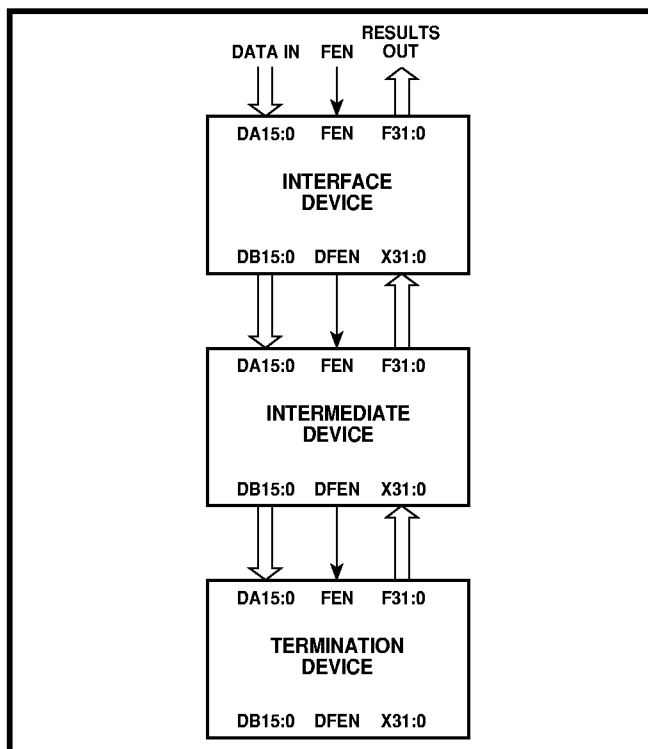 DATA IN FEN RESULTS OUT
DA15:0 FEN F31:0
INTERFACE
DEVICE
DB15:0 DFEN X31:0
DA15:0 FEN F31:0
INTERMEDIATE
DEVICE
DB15:0 DFEN X31:0
DA15:0 FEN F31:0
TERMINATION
DEVICE
DB15:0 DFEN X31:0